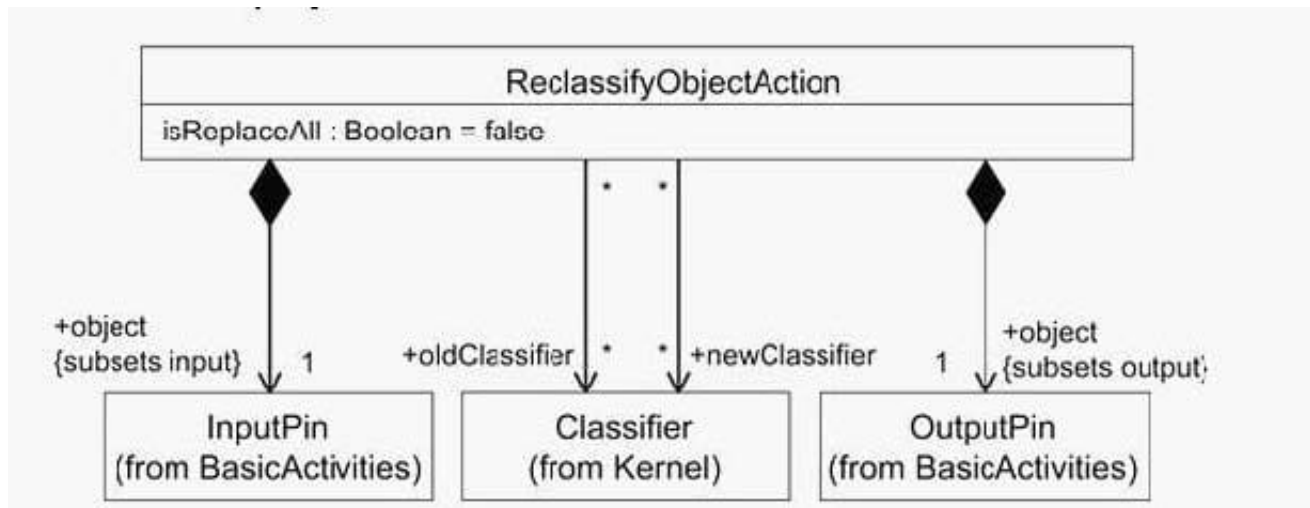 ReclassifyObjectAction
isReplaceAll : Boolean = false
* *
+object
{subsets input} 1
+oldClassifier * * +newClassifier
1 +object
{subsets output}
InputPin
(from BasicActivities)
Classifier
(from Kernel)
OutputPin
(from BasicActivities)